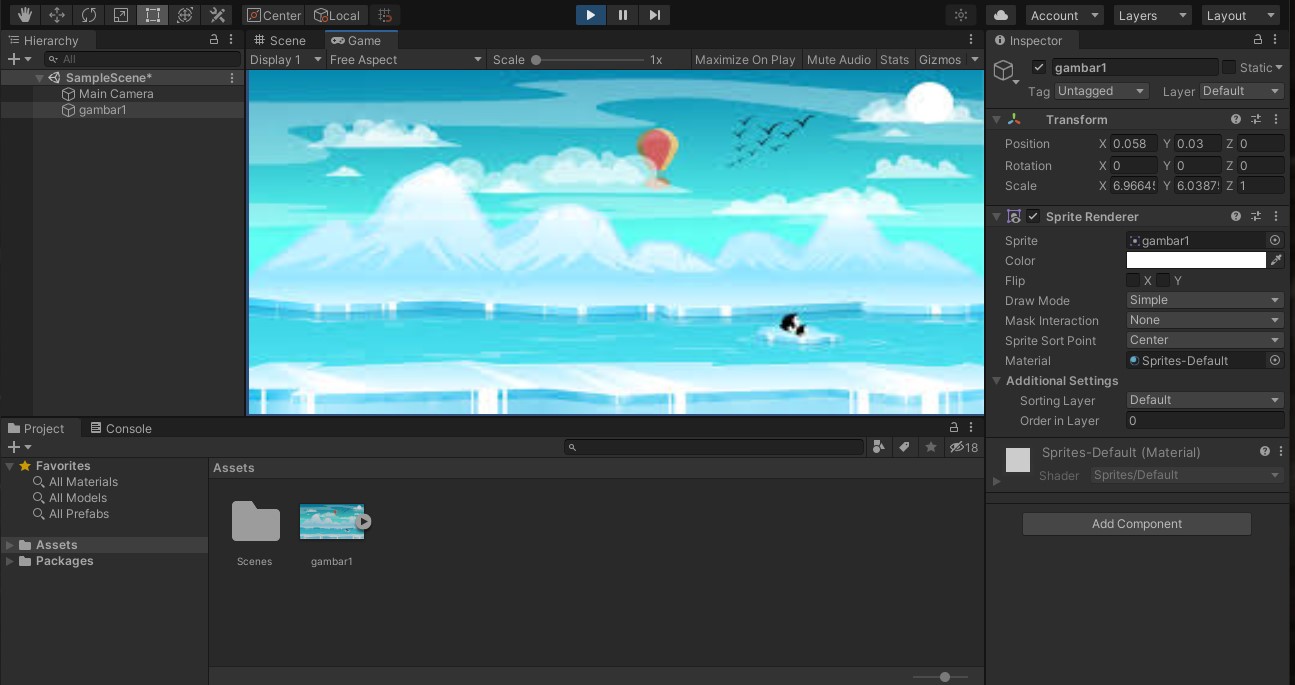 Center Local Account Layers Layout
Hierarchy
All
SampleScene*
Main Camera
gambar1
Scene Game
Display 1 Free Aspect Scale 1x Maximize On Play Mute Audio Stats Gizmos
Inspector
gambar1 Static
Tag Untagged Layer Default
Transform
Position X 0.058 Y 0.03 Z 0
Rotation X 0 Y 0 Z 0
Scale X 6.9664 Y 6.0387 Z 1
Sprite Renderer
Sprite gambar1
Color
Flip X Y
Draw Mode Simple
Mask Interaction None
Sprite Sort Point Center
Material Sprites-Default
Additional Settings
Sorting Layer Default
Order in Layer 0
Sprites-Default (Material)
Shader Sprites/Default
Add Component
Project Console
18
Favorites
All Materials
All Models
All Prefabs
Assets
Packages
Assets
Scenes gambar1